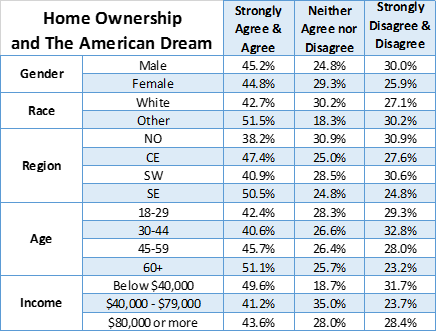 Home Ownership and The American Dream Strongly Agree & Agree Neither Agree nor Disagree Strongly Disagree & Disagree
Gender Male 45.2% 24.8% 30.0%
Female 44.8% 29.3% 25.9%
Race White 42.7% 30.2% 27.1%
Other 51.5% 18.3% 30.2%
Region NO 38.2% 30.9% 30.9%
CE 47.4% 25.0% 27.6%
SW 40.9% 28.5% 30.6%
SE 50.5% 24.8% 24.8%
Age 18-29 42.4% 28.3% 29.3%
30-44 40.6% 26.6% 32.8%
45-59 45.7% 26.4% 28.0%
60+ 51.1% 25.7% 23.2%
Income Below $40,000 49.6% 18.7% 31.7%
$40,000 - $79,000 41.2% 35.0% 23.7%
$80,000 or more 43.6% 28.0% 28.4%